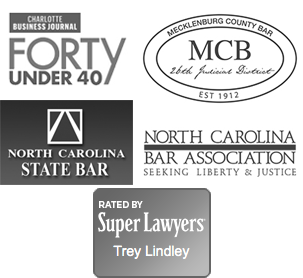 CHARLOTTE
BUSINESS JOURNAL
FORTY
UNDER 40
MECKLENBURG COUNTY BAR
MCB
26th Judicial District
EST 1912
NORTH CAROLINA
STATE BAR
NORTH CAROLINA
BAR ASSOCIATION
SEEKING LIBERTY & JUSTICE
RATED BY
Super Lawyers®
Trey Lindley